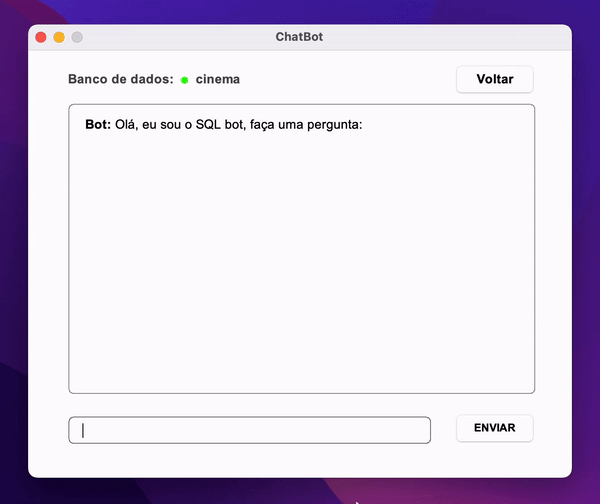 ChatBot
Banco de dados: cinema
Voltar
Bot: Olá, eu sou o SQL bot, faça uma pergunta:
ENVIAR